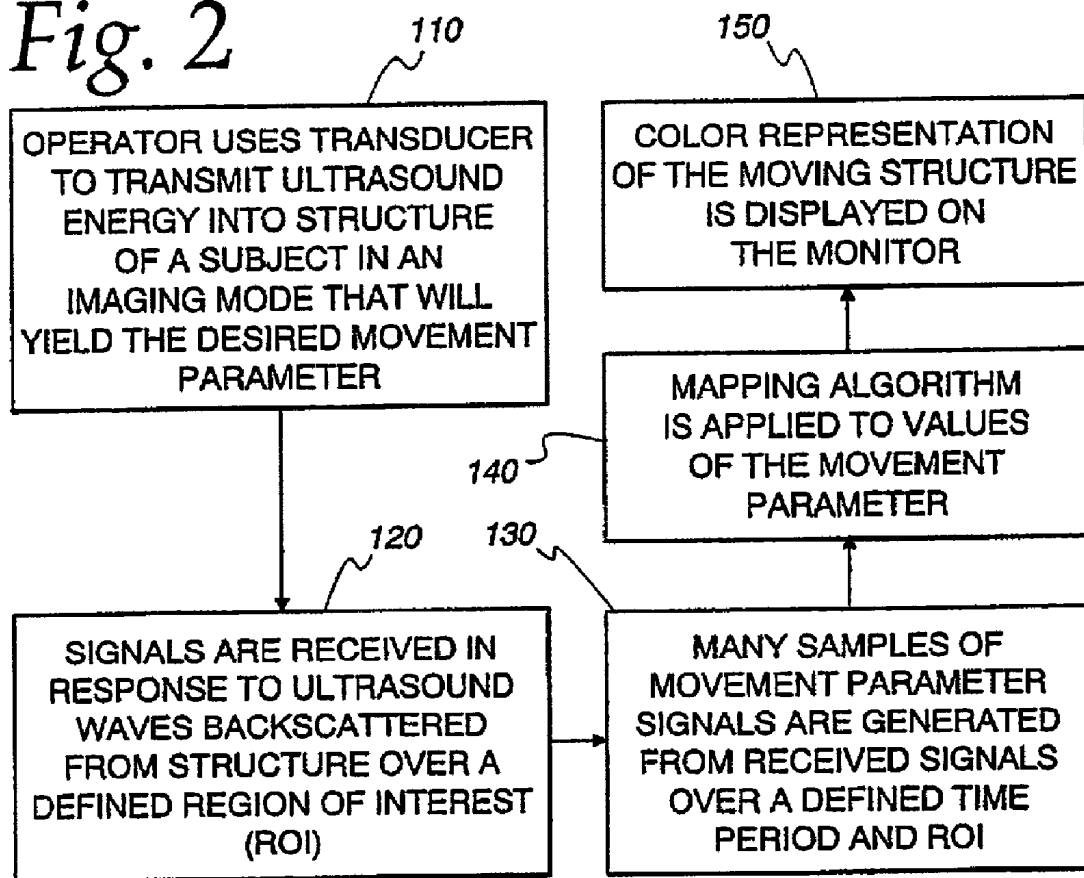 Fig. 2
110
OPERATOR USES TRANSDUCER
TO TRANSMIT ULTRASOUND
ENERGY INTO STRUCTURE
OF A SUBJECT IN AN
IMAGING MODE THAT WILL
YIELD THE DESIRED MOVEMENT
PARAMETER
120
SIGNALS ARE RECEIVED IN
RESPONSE TO ULTRASOUND
WAVES BACKSCATTERED
FROM STRUCTURE OVER A
DEFINED REGION OF INTEREST
(ROI)
130
MANY SAMPLES OF
MOVEMENT PARAMETER
SIGNALS ARE GENERATED
FROM RECEIVED SIGNALS
OVER A DEFINED TIME
PERIOD AND ROI
140
MAPPING ALGORITHM
IS APPLIED TO VALUES
OF THE MOVEMENT
PARAMETER
150
COLOR REPRESENTATION
OF THE MOVING STRUCTURE
IS DISPLAYED ON
THE MONITOR